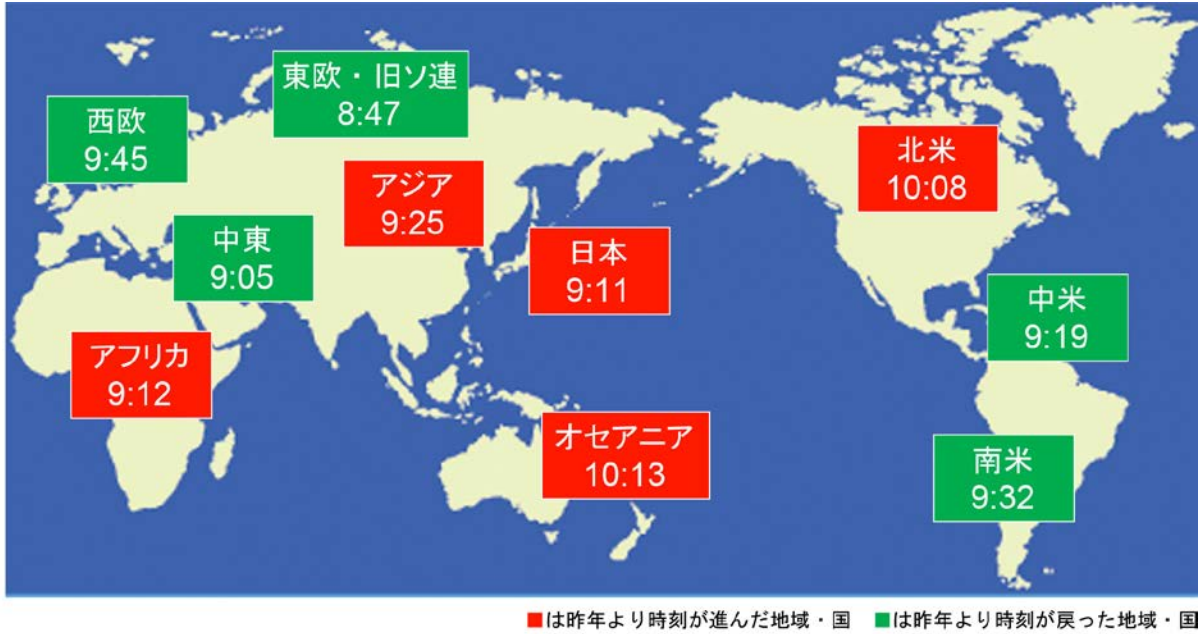 東欧・旧ソ連
8:47
西欧
9:45
北米
10:08
アジア
9:25
中東
9:05
日本
9:11
中米
9:19
アフリカ
9:12
オセアニア
10:13
南米
9:32
■は昨年より時刻が進んだ地域・国 ■は昨年より時刻が戻った地域・国